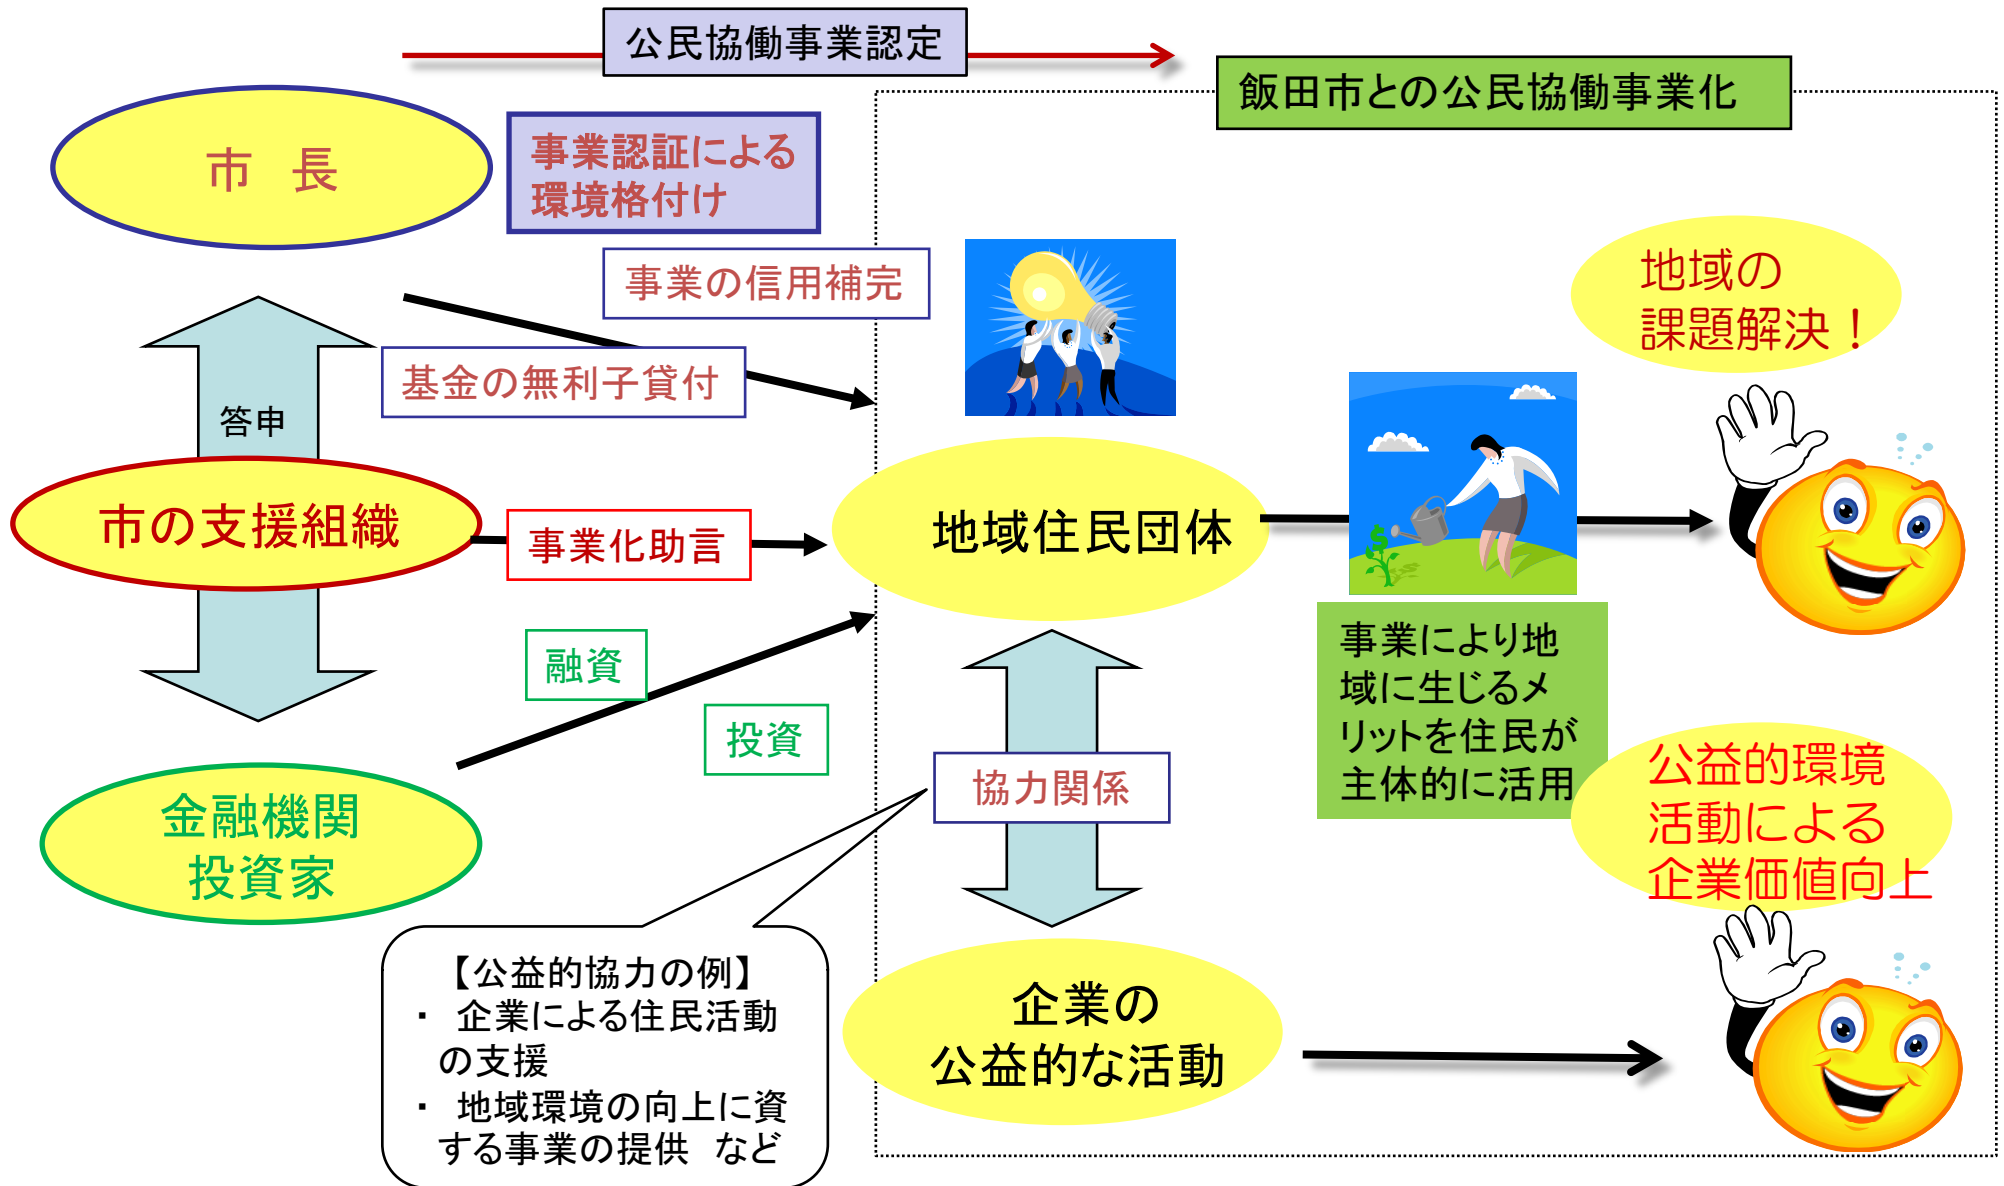 公民協働事業認定
飯田市との公民協働事業化
市　長
事業認証による
環境格付け
事業の信用補完
基金の無利子貸付
答申
市の支援組織
事業化助言
融資
投資
金融機関
投資家
地域住民団体
協力関係
企業の
公益的な活動
【公益的協力の例】
・ 企業による住民活動
の支援
・ 地域環境の向上に資
する事業の提供　など
地域の
課題解決！
事業により地
域に生じるメ
リットを住民が
主体的に活用
公益的環境
活動による
企業価値向上